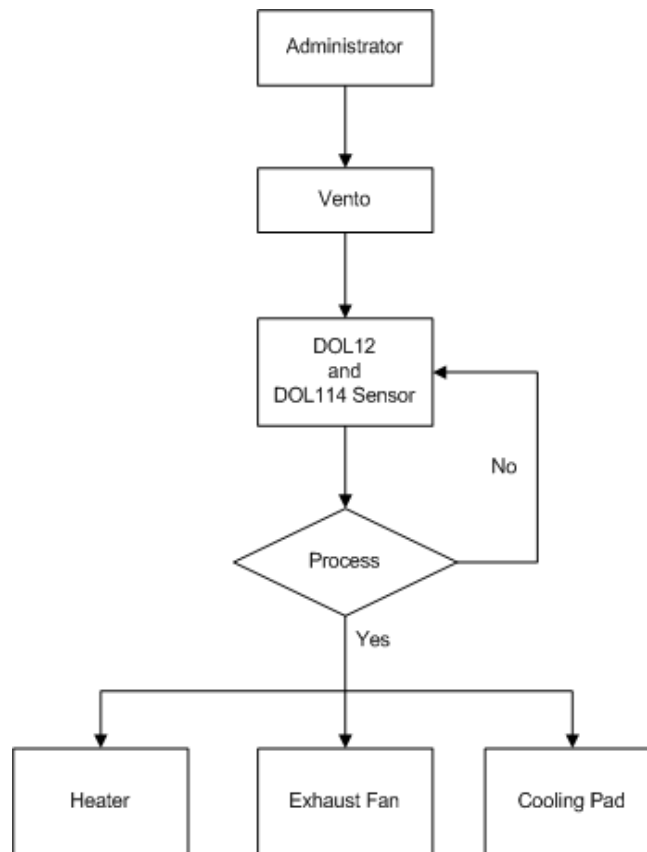 Administrator
Vento
DOL12
and
DOL114 Sensor
No
Process
Yes
Heater
Exhaust Fan
Cooling Pad